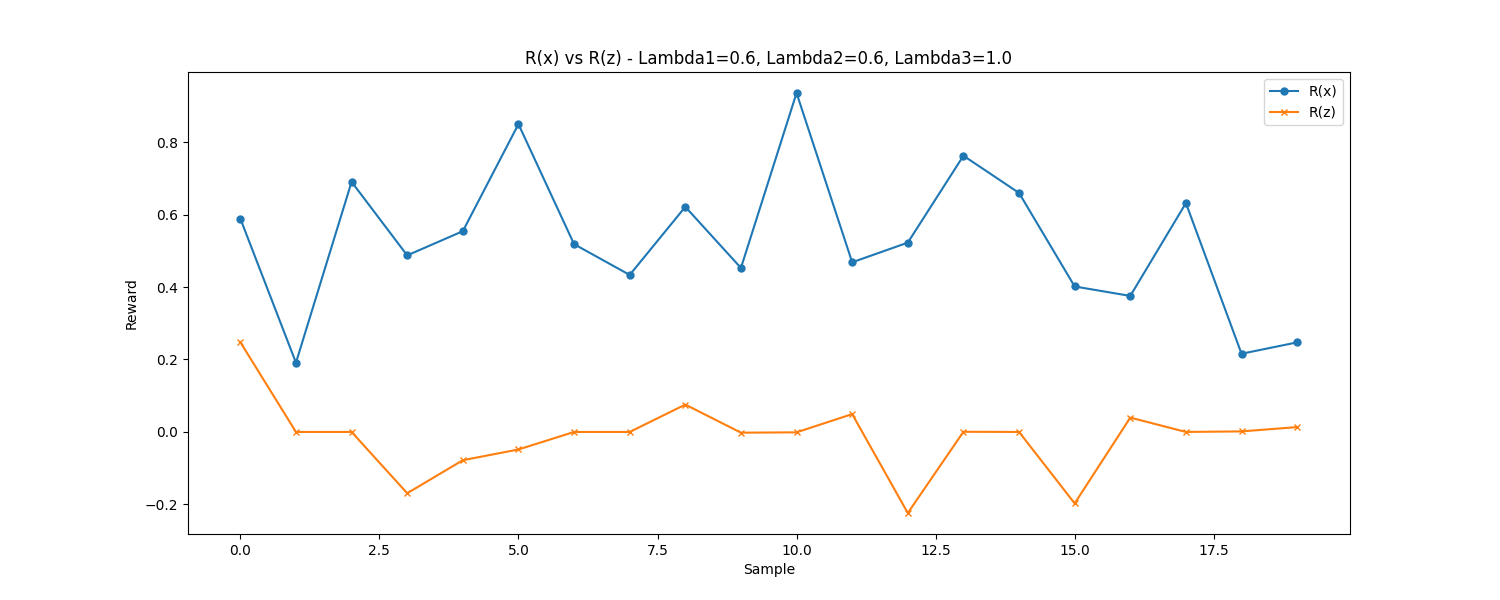 R(x) vs R(z) - Lambda1=0.6, Lambda2=0.6, Lambda3=1.0
R(x)
R(z)
Reward
0.8
0.6
0.4
0.2
0.0
−0.2
0.0 2.5 5.0 7.5 10.0 12.5 15.0 17.5
Sample